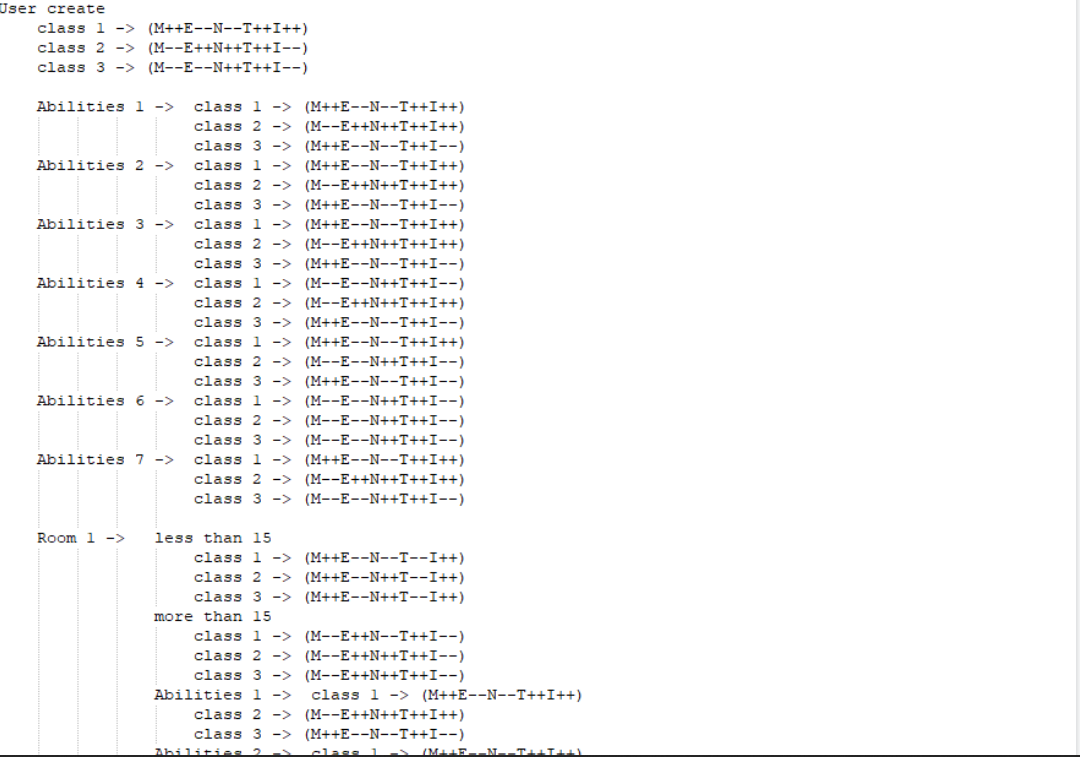 User create
class 1 -> (M++E--N--T++I++)
class 2 -> (M--E++N++T++I--)
class 3 -> (M--E--N++T++I--)
Abilities 1 -> class 1 -> (M++E--N--T++I++)
class 2 -> (M--E++N++T++I++)
class 3 -> (M++E--N--T++I--)
Abilities 2 -> class 1 -> (M++E--N--T++I++)
class 2 -> (M--E++N++T++I++)
class 3 -> (M++E--N--T++I--)
Abilities 3 -> class 1 -> (M++E--N--T++I++)
class 2 -> (M--E++N++T++I++)
class 3 -> (M++E--N--T++I--)
Abilities 4 -> class 1 -> (M--E--N++T++I--)
class 2 -> (M--E++N++T++I++)
class 3 -> (M++E--N--T++I--)
Abilities 5 -> class 1 -> (M++E--N--T++I++)
class 2 -> (M--E--N++T++I--)
class 3 -> (M++E--N--T++I--)
Abilities 6 -> class 1 -> (M--E--N++T++I--)
class 2 -> (M--E--N++T++I--)
class 3 -> (M--E--N++T++I--)
Abilities 7 -> class 1 -> (M++E--N--T++I++)
class 2 -> (M--E++N++T++I--)
class 3 -> (M--E--N++T++I--)
Room 1 -> less than 15
class 1 -> (M++E--N--T--I++)
class 2 -> (M++E--N++T--I++)
class 3 -> (M++E--N++T--I++)
more than 15
class 1 -> (M--E++N--T++I--)
class 2 -> (M--E++N++T++I--)
class 3 -> (M--E++N++T++I--)
Abilities 1 -> class 1 -> (M++E--N--T++I++)
class 2 -> (M--E++N++T++I++)
class 3 -> (M++E--N--T++I--)
Abilities 2 -> class 1 -> (M++E--N--T++I++)